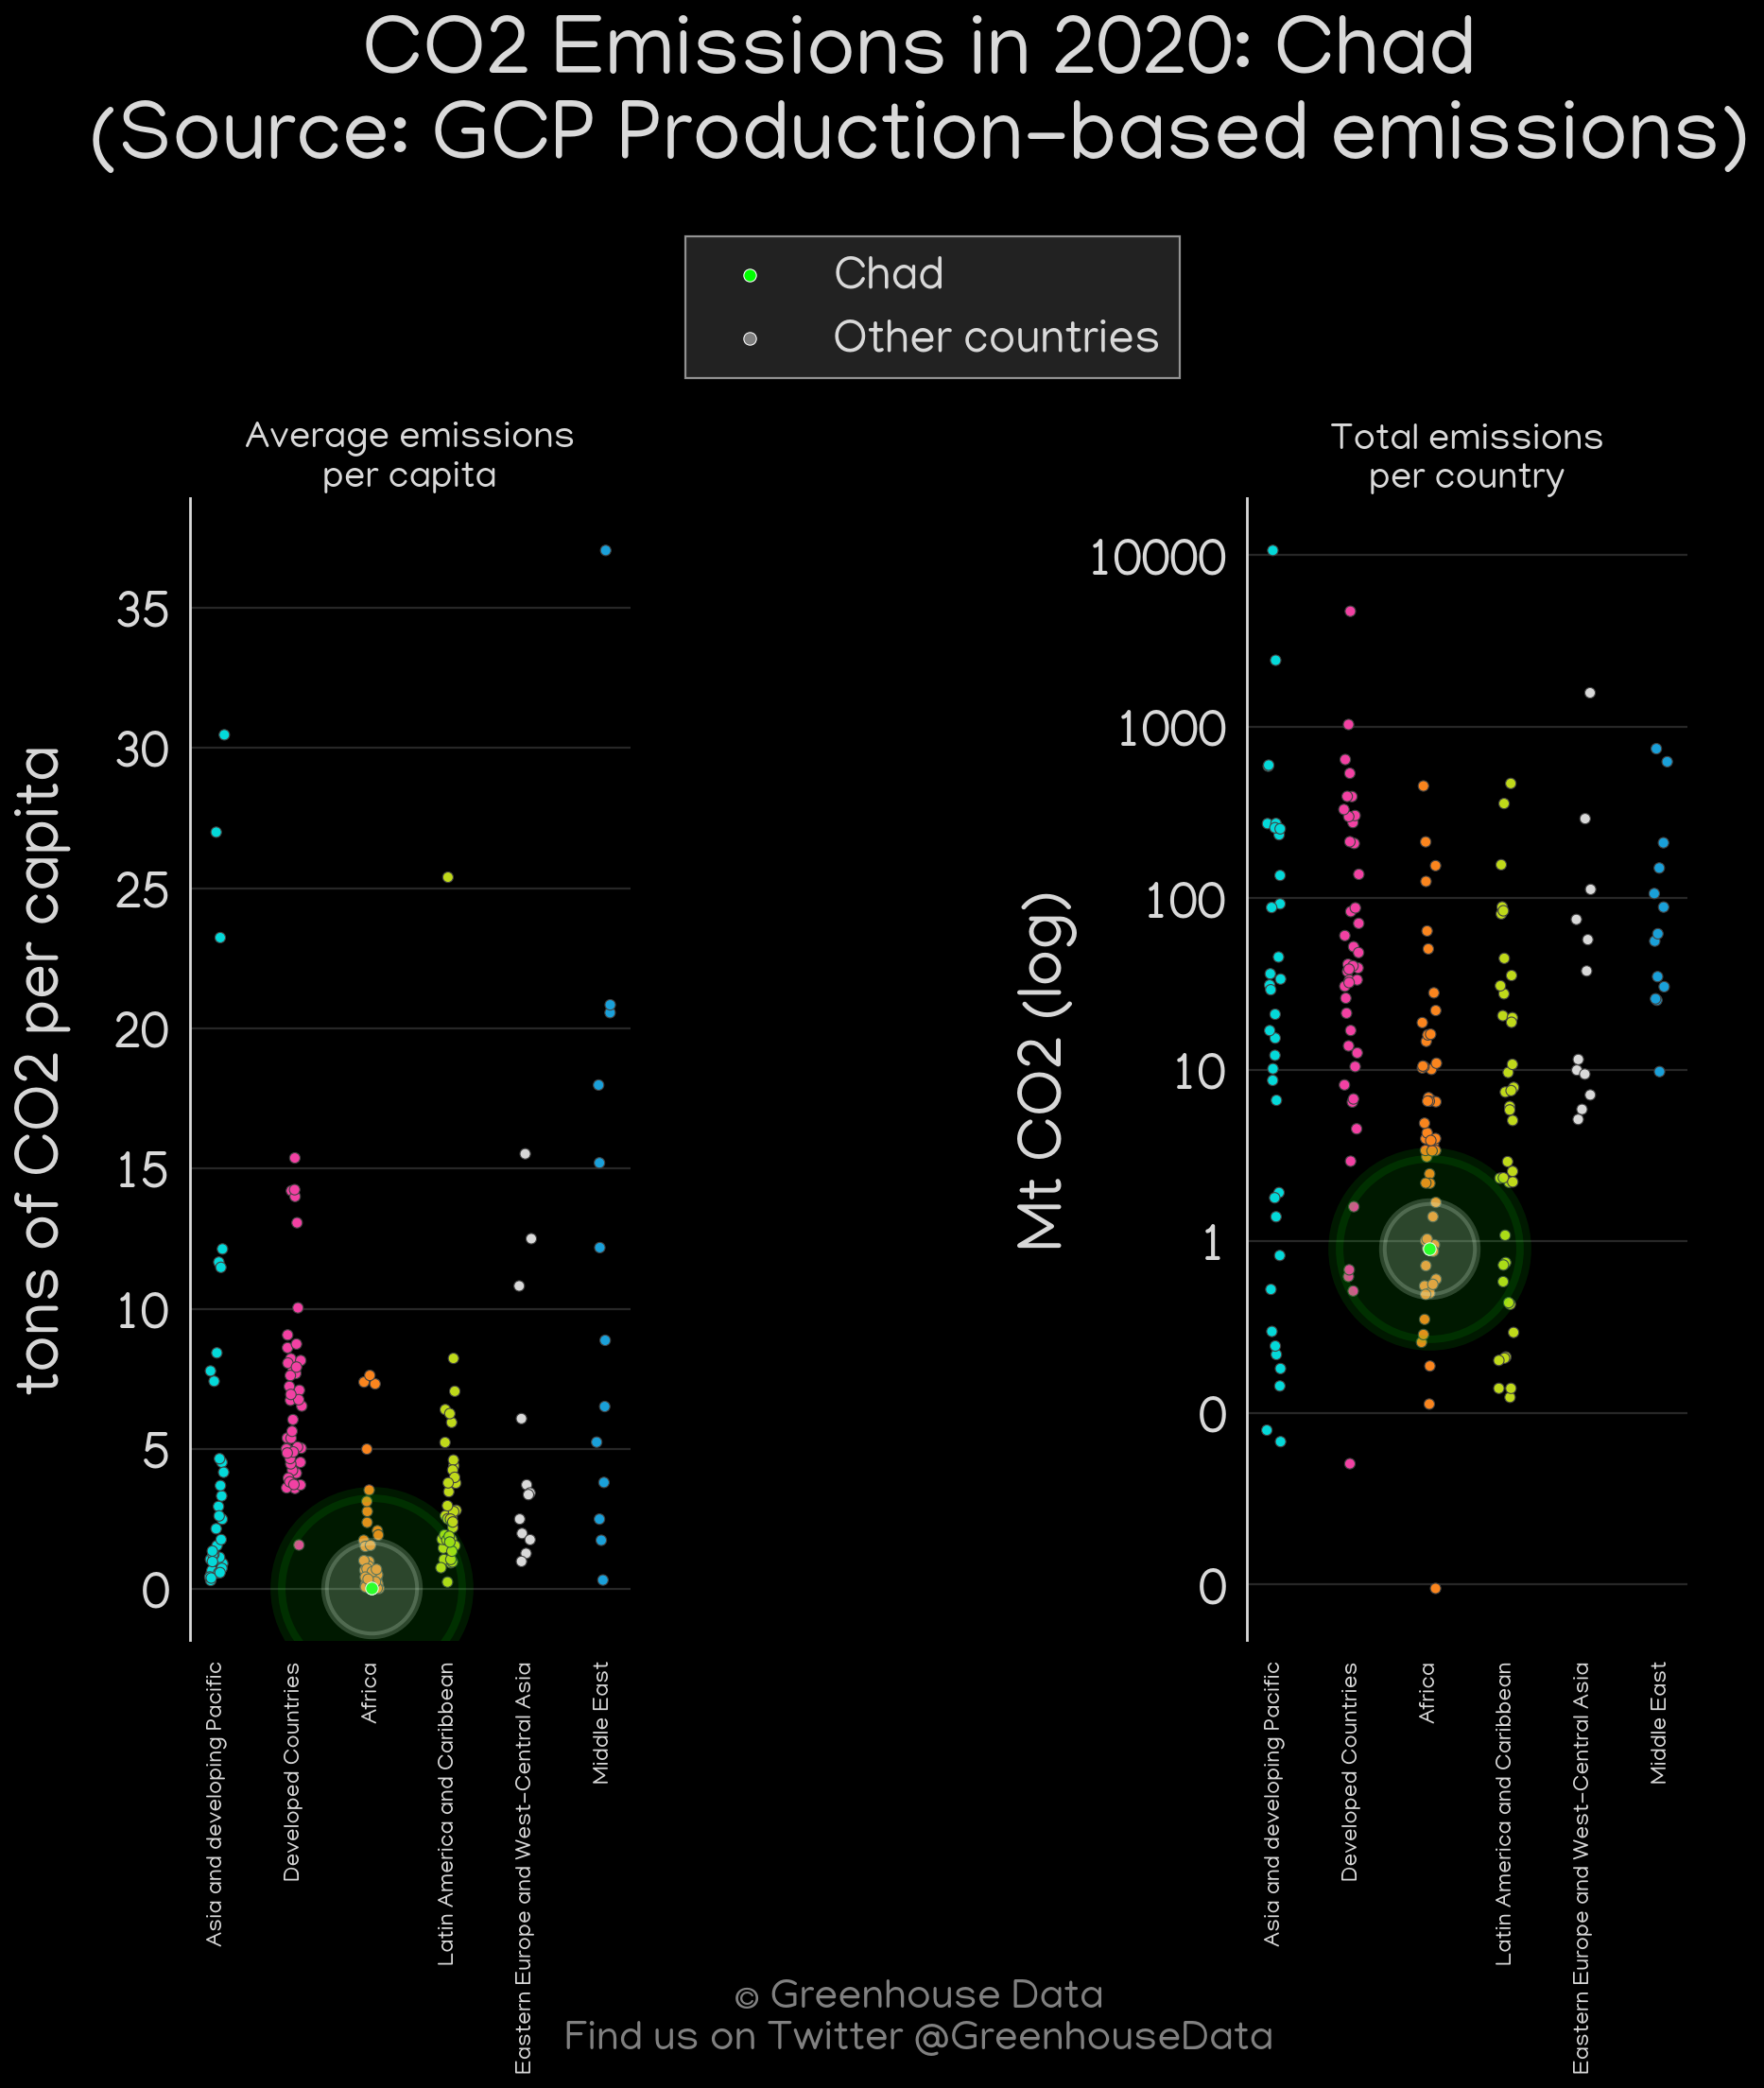 CO2 Emissions in 2020: Chad
(Source: GCP Production-based emissions)
Chad
Other countries
Average emissions
per capita
tons of CO2 per capita
35
30
25
20
15
10
5
0
Asia and developing Pacific
Developed Countries
Africa
Latin America and Caribbean
Eastern Europe and West-Central Asia
Middle East
Total emissions
per country
Mt CO2 (log)
10000
1000
100
10
1
0
0
Asia and developing Pacific
Developed Countries
Africa
Latin America and Caribbean
Eastern Europe and West-Central Asia
Middle East
© Greenhouse Data
Find us on Twitter @GreenhouseData